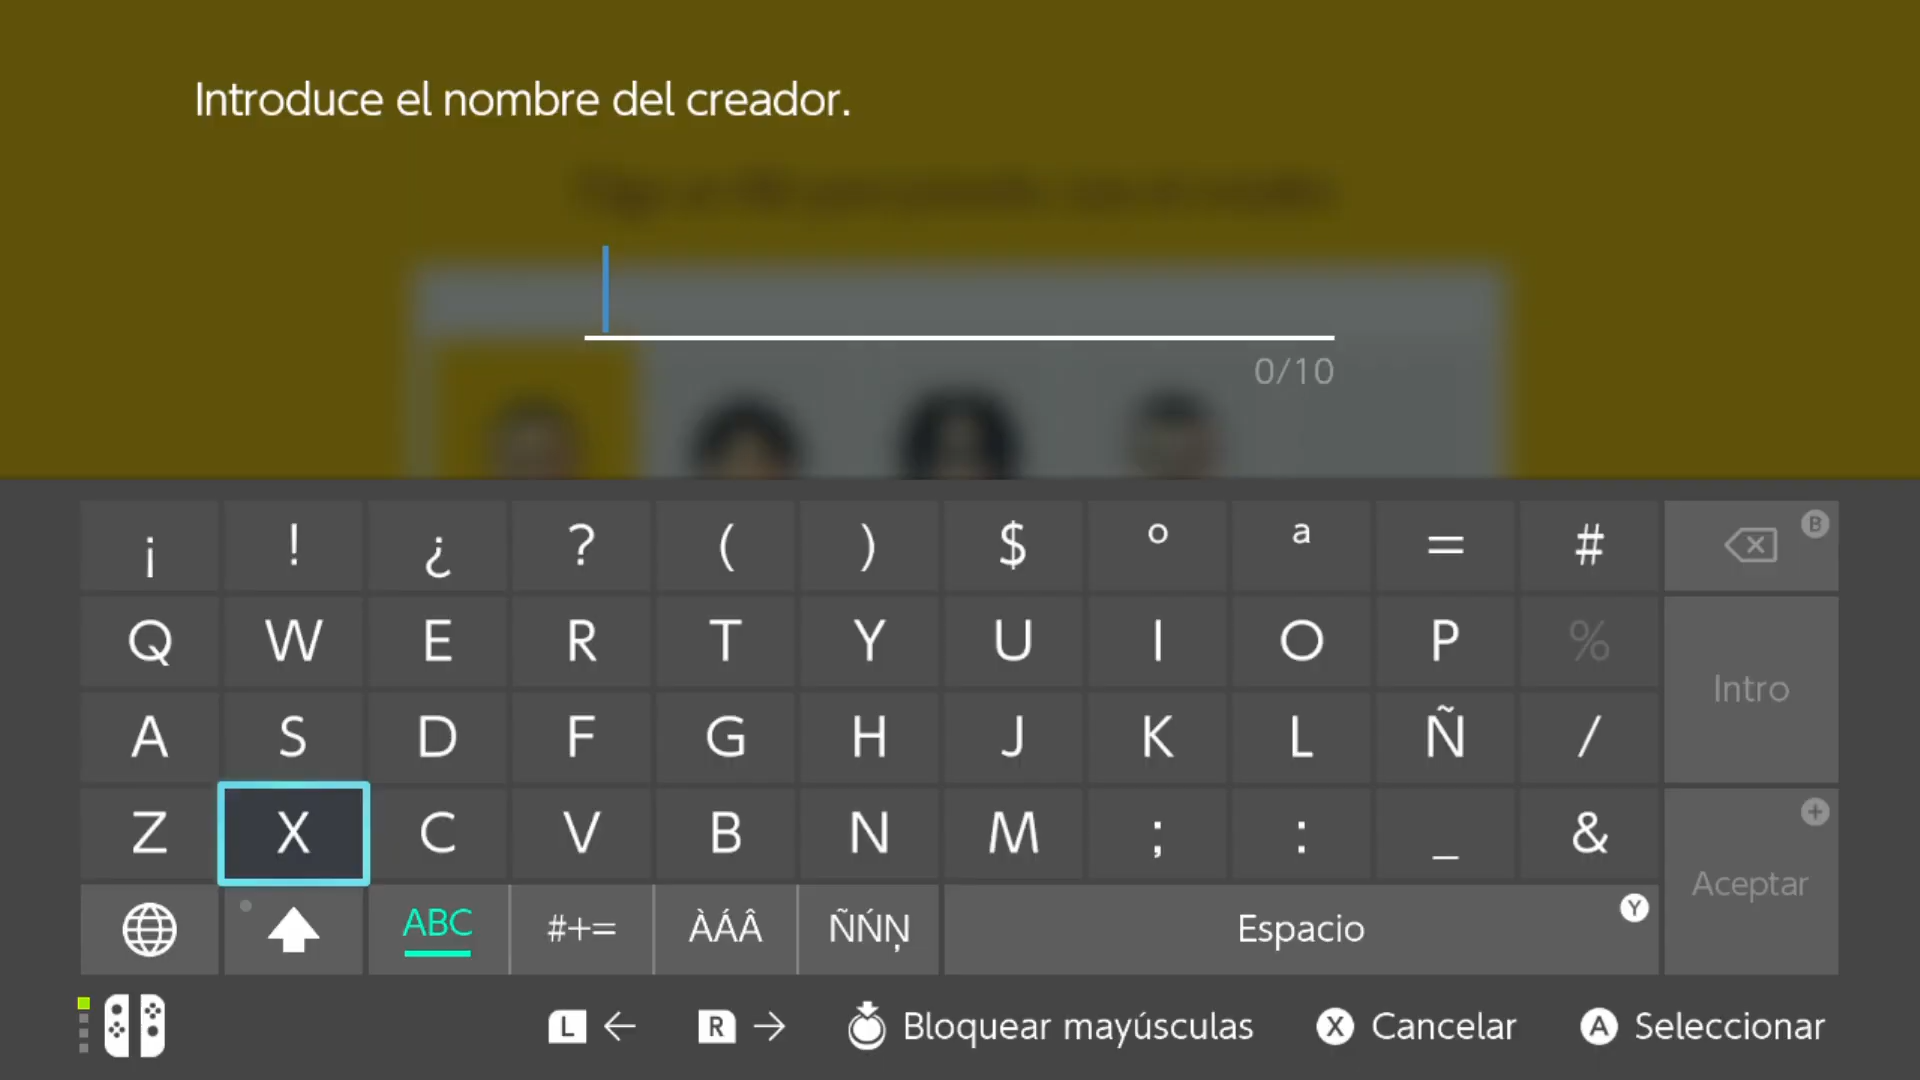 Introduce el nombre del creador.
0/10
¡ ! ¿ ? ( ) $ º ª = # B
Q W E R T Y U I O P % Intro
A S D F G H J K L Ñ /
Z X C V B N M ; : _ & +
Aceptar
ABC #+= ÀÁÂ ÑŃŅ Espacio Y
L ← R → Bloquear mayúsculas X Cancelar A Seleccionar